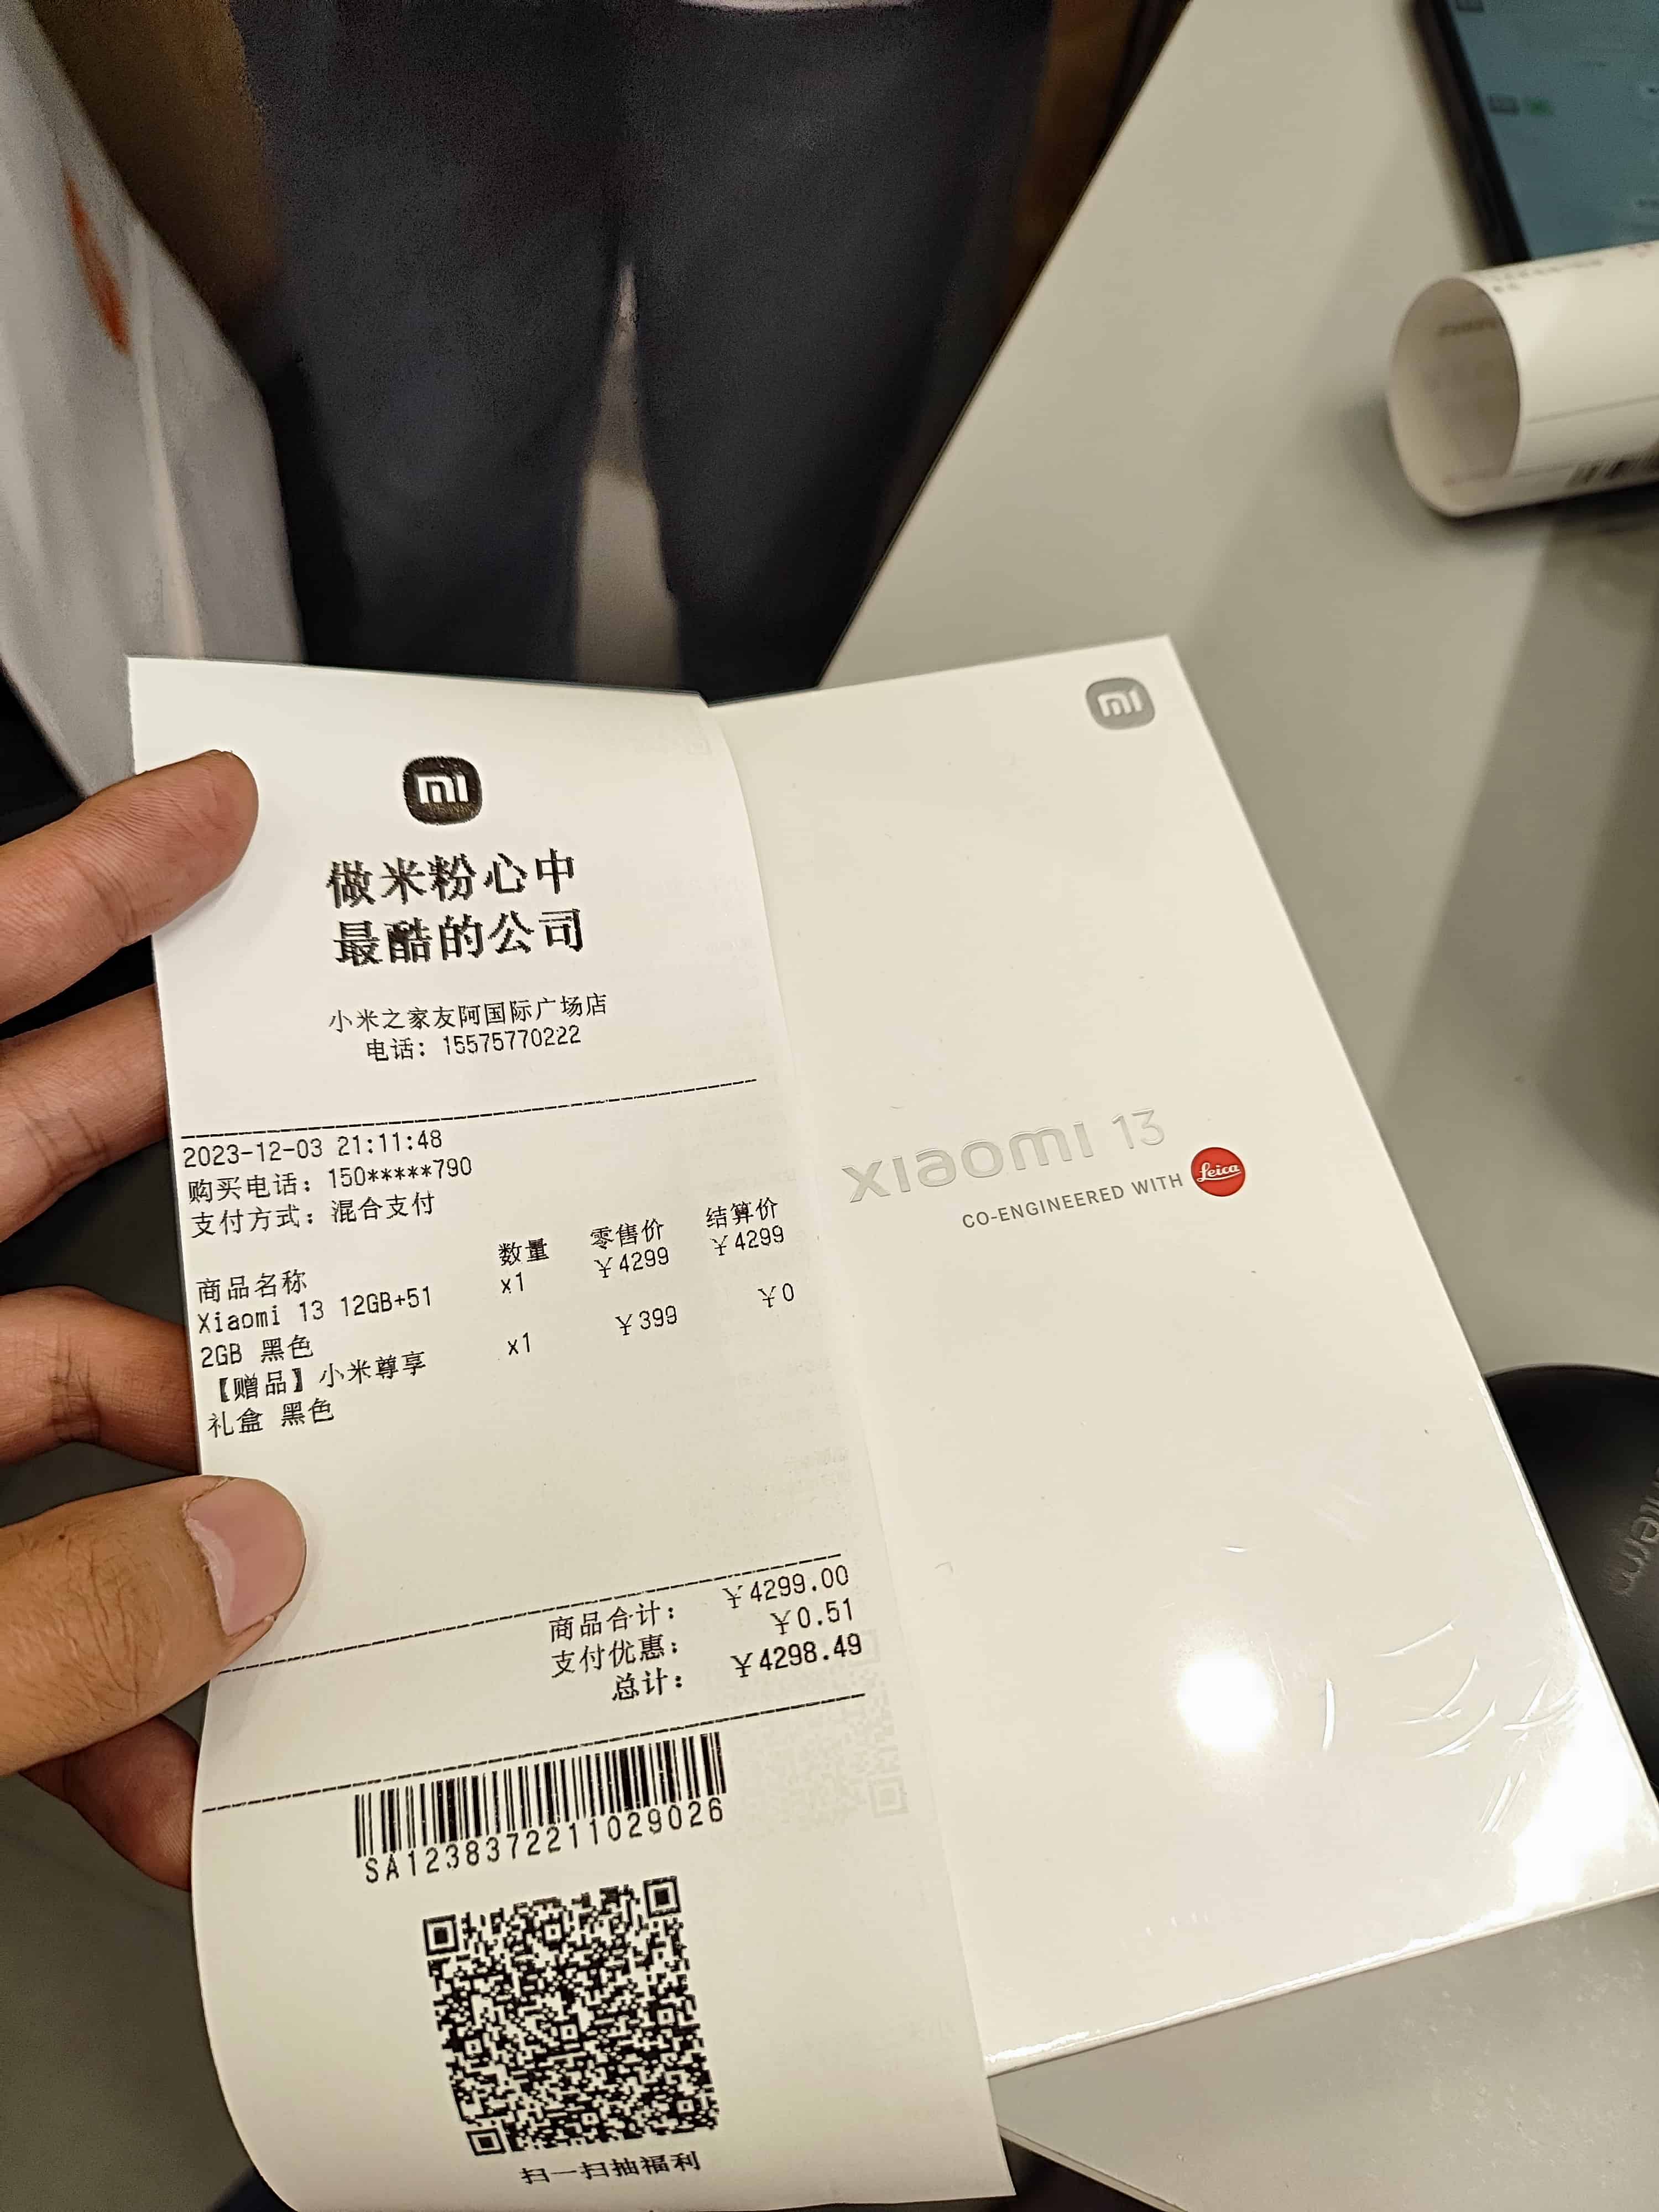 mi
做米粉心中
最酷的公司
小米之家友阿国际广场店
电话：15575770222
2023-12-03 21:11:48
购买电话：150*****790
支付方式：混合支付
商品名称 数量 零售价 结算价
Xiaomi 13 12GB+51 x1 ￥4299 ￥4299
2GB 黑色
【赠品】小米尊享 x1 ￥399 ￥0
礼盒 黑色
商品合计： ￥4299.00
支付优惠： ￥0.51
总计： ￥4298.49
SA1238372211029026
扫一扫抽福利
mi
xiaomi 13
CO-ENGINEERED WITH Leica